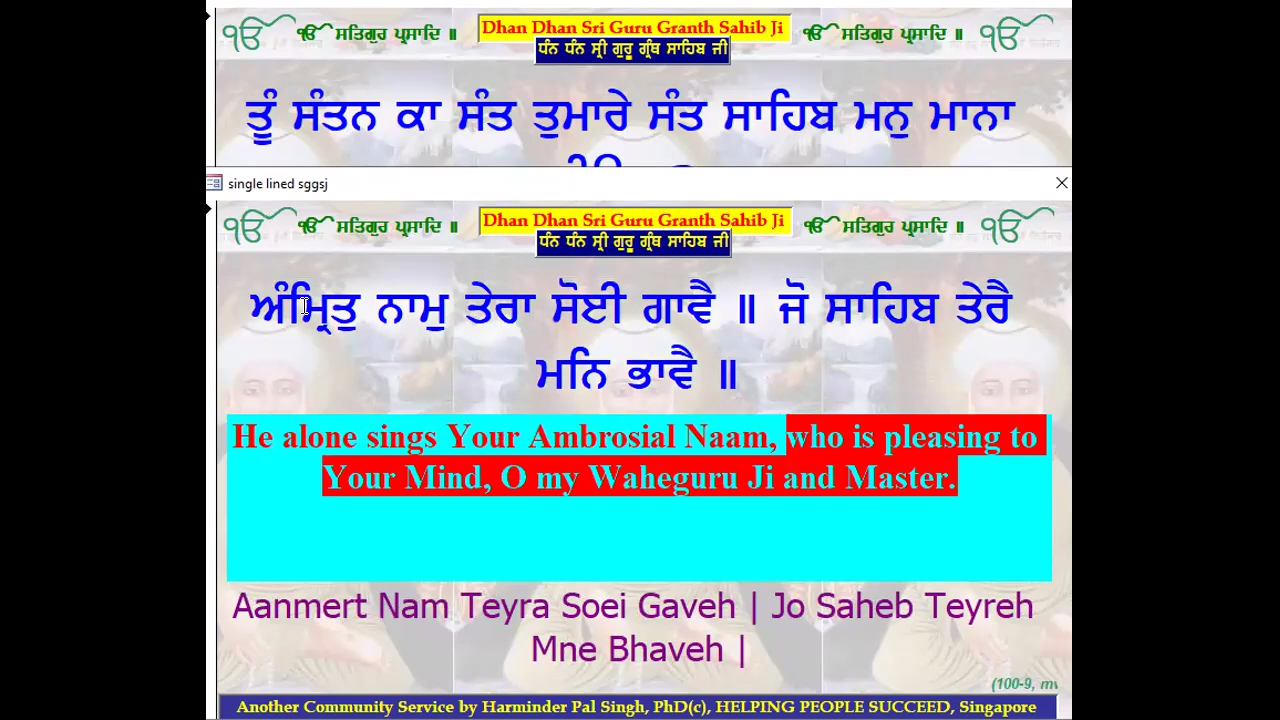 ੴ ੴ ਸਤਿਗੁਰ ਪ੍ਰਸਾਦਿ ॥ Dhan Dhan Sri Guru Granth Sahib Ji ੴ ਸਤਿਗੁਰ ਪ੍ਰਸਾਦਿ ॥ ੴ
ਧੰਨ ਧੰਨ ਸ੍ਰੀ ਗੁਰੂ ਗ੍ਰੰਥ ਸਾਹਿਬ ਜੀ
ਤੂੰ ਸੰਤਨ ਕਾ ਸੰਤ ਤੁਮਾਰੇ ਸੰਤ ਸਾਹਿਬ ਮਨੁ ਮਾਨਾ
single lined sggsj
ੴ ੴ ਸਤਿਗੁਰ ਪ੍ਰਸਾਦਿ ॥ Dhan Dhan Sri Guru Granth Sahib Ji ੴ ਸਤਿਗੁਰ ਪ੍ਰਸਾਦਿ ॥ ੴ
ਧੰਨ ਧੰਨ ਸ੍ਰੀ ਗੁਰੂ ਗ੍ਰੰਥ ਸਾਹਿਬ ਜੀ
ਅੰਮ੍ਰਿਤੁ ਨਾਮੁ ਤੇਰਾ ਸੋਈ ਗਾਵੈ ॥ ਜੋ ਸਾਹਿਬ ਤੇਰੈ
ਮਨਿ ਭਾਵੈ ॥
He alone sings Your Ambrosial Naam, who is pleasing to
Your Mind, O my Waheguru Ji and Master.
Aanmert Nam Teyra Soei Gaveh | Jo Saheb Teyreh
Mne Bhaveh |
(100-9,
Another Community Service by Harminder Pal Singh, PhD(c), HELPING PEOPLE SUCCEED, Singapore